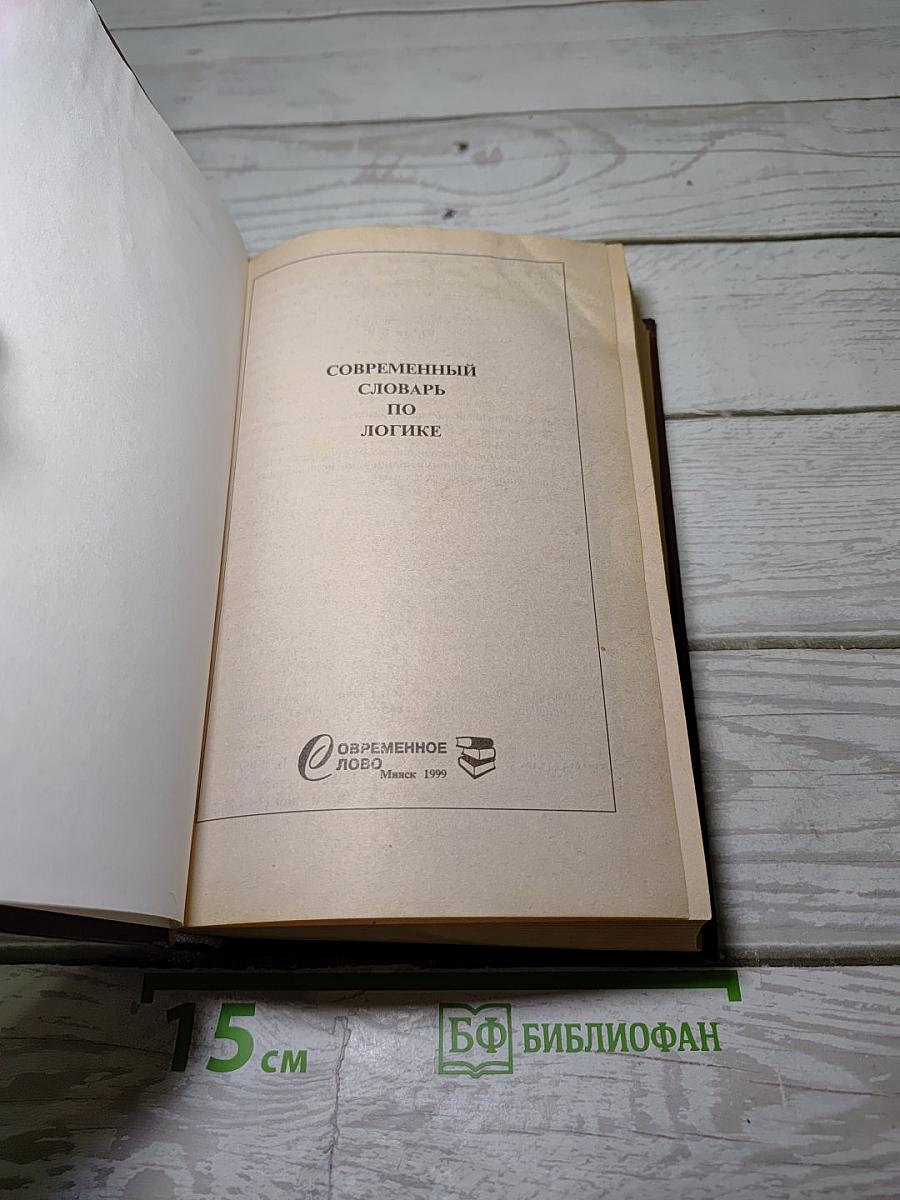 СОВРЕМЕННЫЙ
СЛОВАРЬ
ПО
ЛОГИКЕ
СОВРЕМЕННОЕ
СЛОВО
Минск 1999
15 см
БФ БИБЛИОФАН